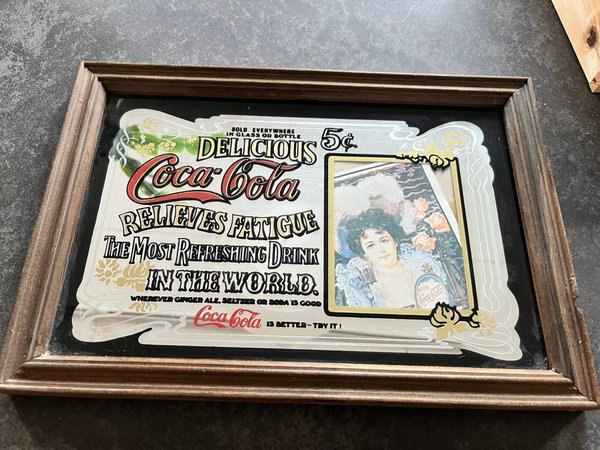 SOLD EVERYWHERE
IN GLASS OR BOTTLE
5¢.
DELICIOUS
Coca-Cola
RELIEVES FATIGUE
THE MOST REFRESHING DRINK
IN THE WORLD.
WHEREVER GINGER ALE, SELTZER OR SODA IS GOOD
Coca-Cola IS BETTER - TRY IT!